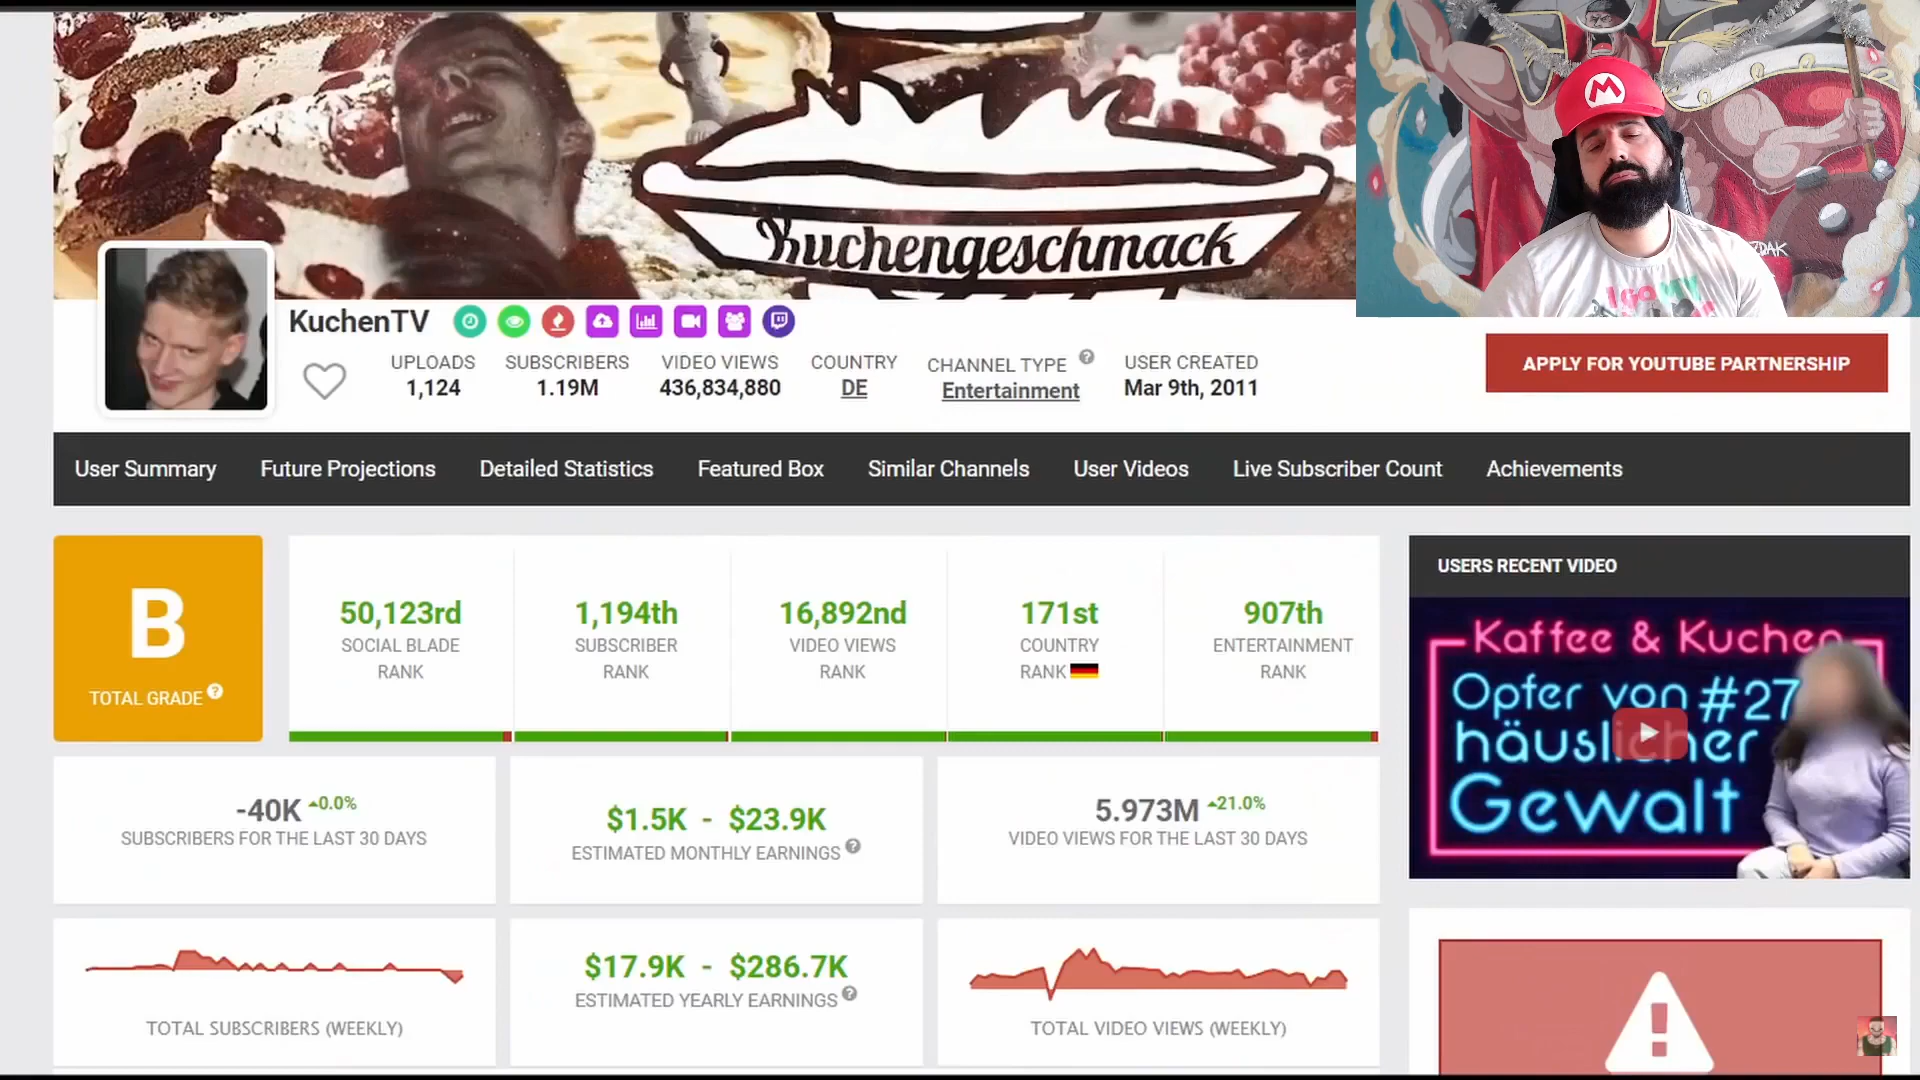 Kuchengeschmack
KuchenTV
UPLOADS
1,124
SUBSCRIBERS
1.19M
VIDEO VIEWS
436,834,880
COUNTRY
DE
CHANNEL TYPE ?
Entertainment
USER CREATED
Mar 9th, 2011
APPLY FOR YOUTUBE PARTNERSHIP
User Summary
Future Projections
Detailed Statistics
Featured Box
Similar Channels
User Videos
Live Subscriber Count
Achievements
B
TOTAL GRADE ?
50,123rd
SOCIAL BLADE
RANK
1,194th
SUBSCRIBER
RANK
16,892nd
VIDEO VIEWS
RANK
171st
COUNTRY
RANK
907th
ENTERTAINMENT
RANK
-40K 0.0%
SUBSCRIBERS FOR THE LAST 30 DAYS
$1.5K - $23.9K
ESTIMATED MONTHLY EARNINGS ?
5.973M 21.0%
VIDEO VIEWS FOR THE LAST 30 DAYS
TOTAL SUBSCRIBERS (WEEKLY)
$17.9K - $286.7K
ESTIMATED YEARLY EARNINGS ?
TOTAL VIDEO VIEWS (WEEKLY)
USERS RECENT VIDEO
Kaffee & Kuchen
Opfer von #27
häuslicher
Gewalt
M